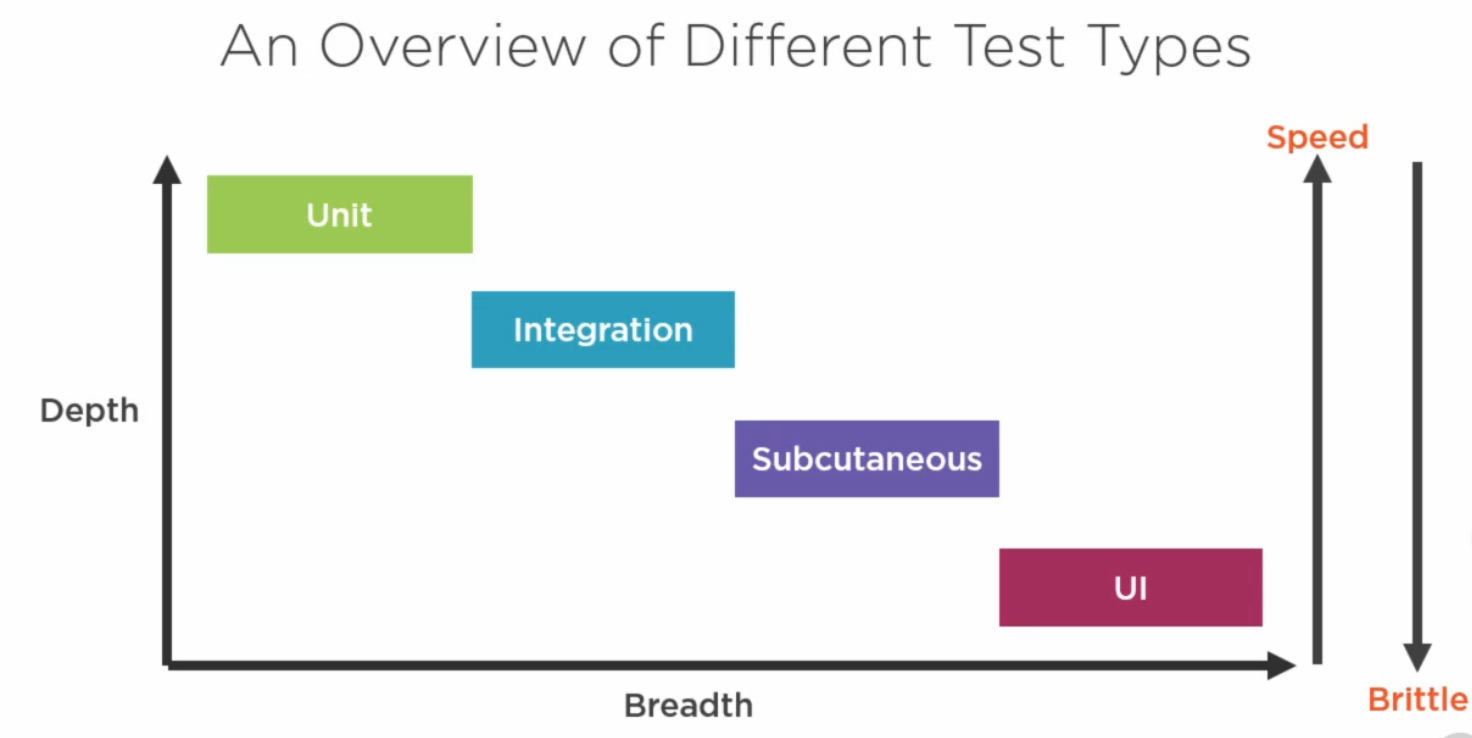 An Overview of Different Test Types
Speed
Unit
Integration
Depth
Subcutaneous
UI
Breadth
Brittle